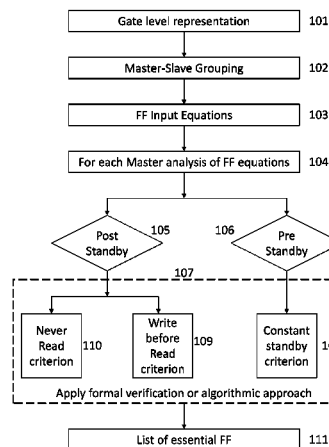 Gate level representation 101
Master-Slave Grouping 102
FF Input Equations 103
For each Master analysis of FF equations 104
Post Standby 105
106 Pre Standby
107
Never Read criterion 110
Write before Read criterion 109
Constant standby criterion
Apply formal verification or algorithmic approach
List of essential FF 111